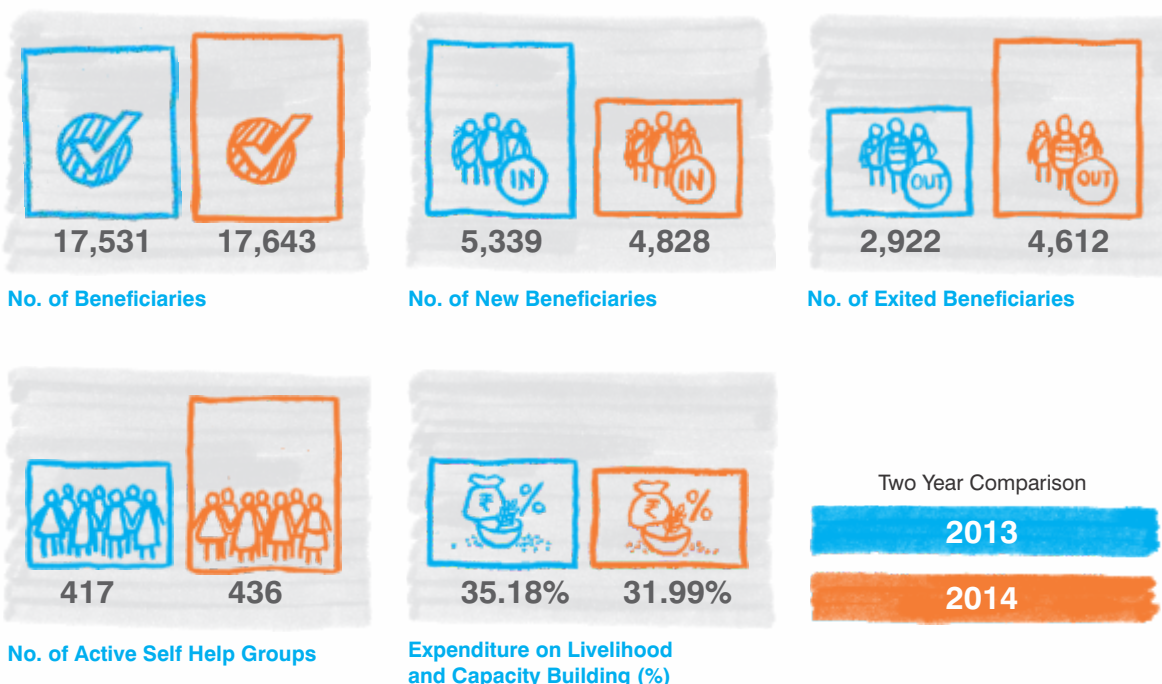 IN
IN
OUT
OUT
17,531 17,643
5,339 4,828
2,922 4,612
No. of Beneficiaries
No. of New Beneficiaries
No. of Exited Beneficiaries
₹ %
₹ %
417 436
35.18% 31.99%
Two Year Comparison
2013
2014
No. of Active Self Help Groups
Expenditure on Livelihood
and Capacity Building (%)